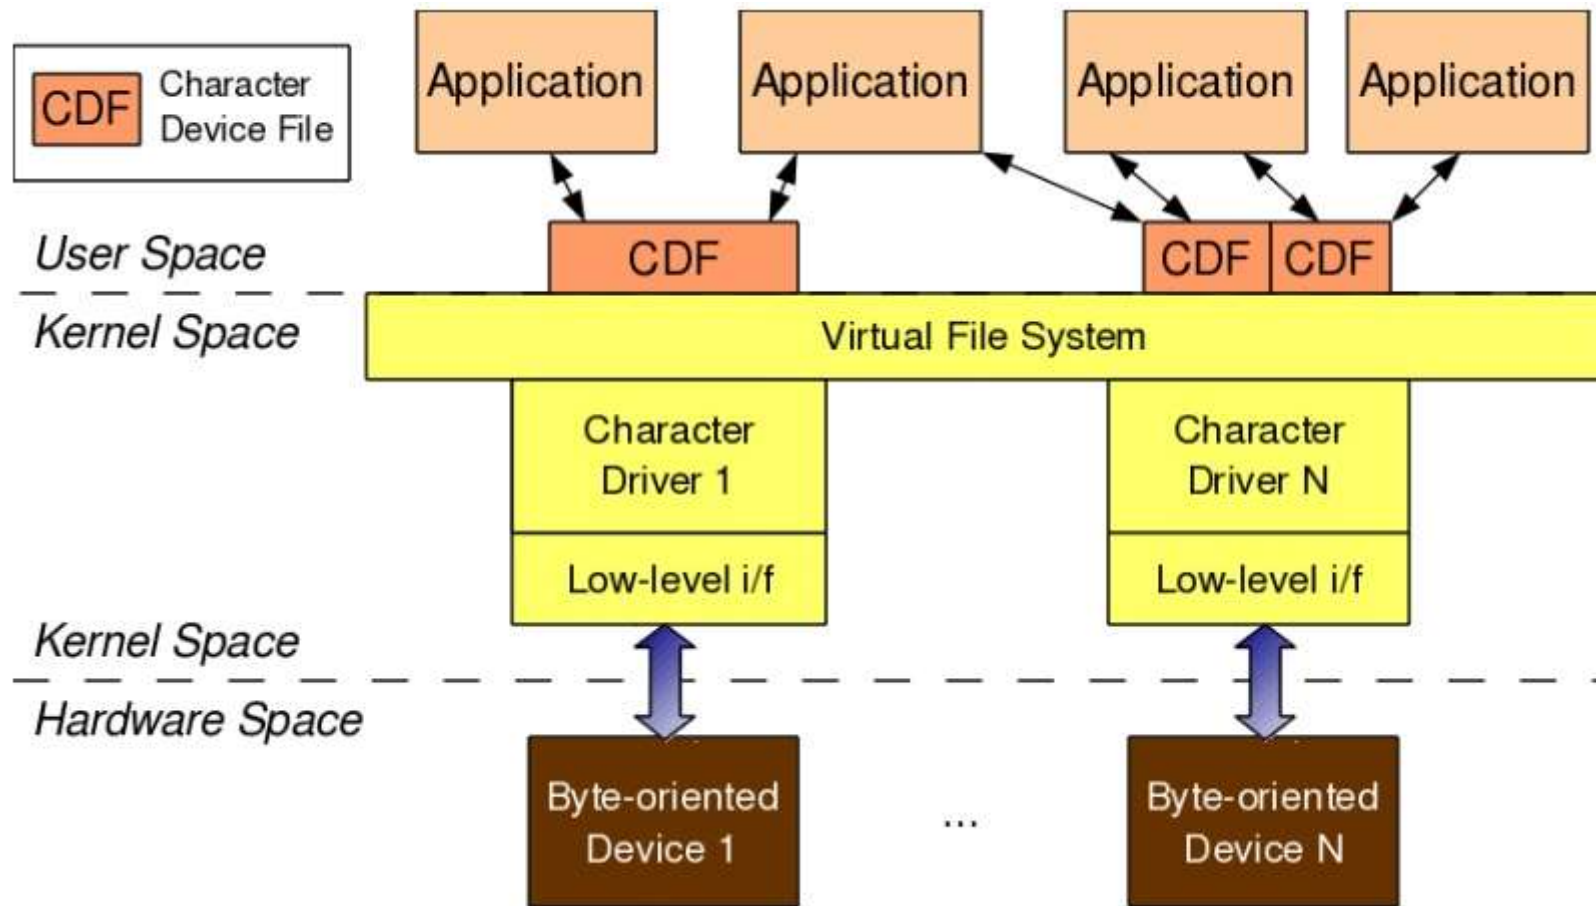 CDF
Character
Device File
Application
Application
Application
Application
User Space
CDF
CDF
CDF
Kernel Space
Virtual File System
Character
Driver 1
Character
Driver N
Low-level i/f
Low-level i/f
Kernel Space
Hardware Space
Byte-oriented
Device 1
...
Byte-oriented
Device N